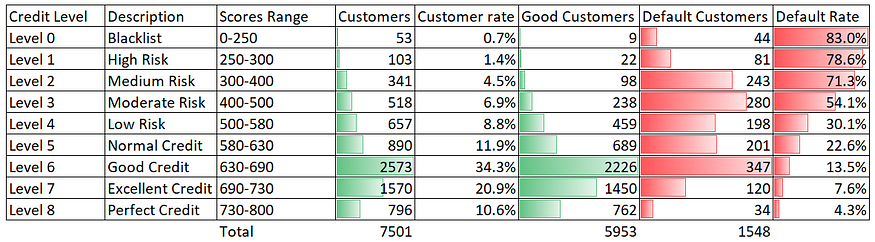 Credit Level Description Scores Range Customers Customer rate Good Customers Default Customers Default Rate
Level 0 Blacklist 0-250 53 0.7% 9 44 83.0%
Level 1 High Risk 250-300 103 1.4% 22 81 78.6%
Level 2 Medium Risk 300-400 341 4.5% 98 243 71.3%
Level 3 Moderate Risk 400-500 518 6.9% 238 280 54.1%
Level 4 Low Risk 500-580 657 8.8% 459 198 30.1%
Level 5 Normal Credit 580-630 890 11.9% 689 201 22.6%
Level 6 Good Credit 630-690 2573 34.3% 2226 347 13.5%
Level 7 Excellent Credit 690-730 1570 20.9% 1450 120 7.6%
Level 8 Perfect Credit 730-800 796 10.6% 762 34 4.3%
Total 7501 5953 1548